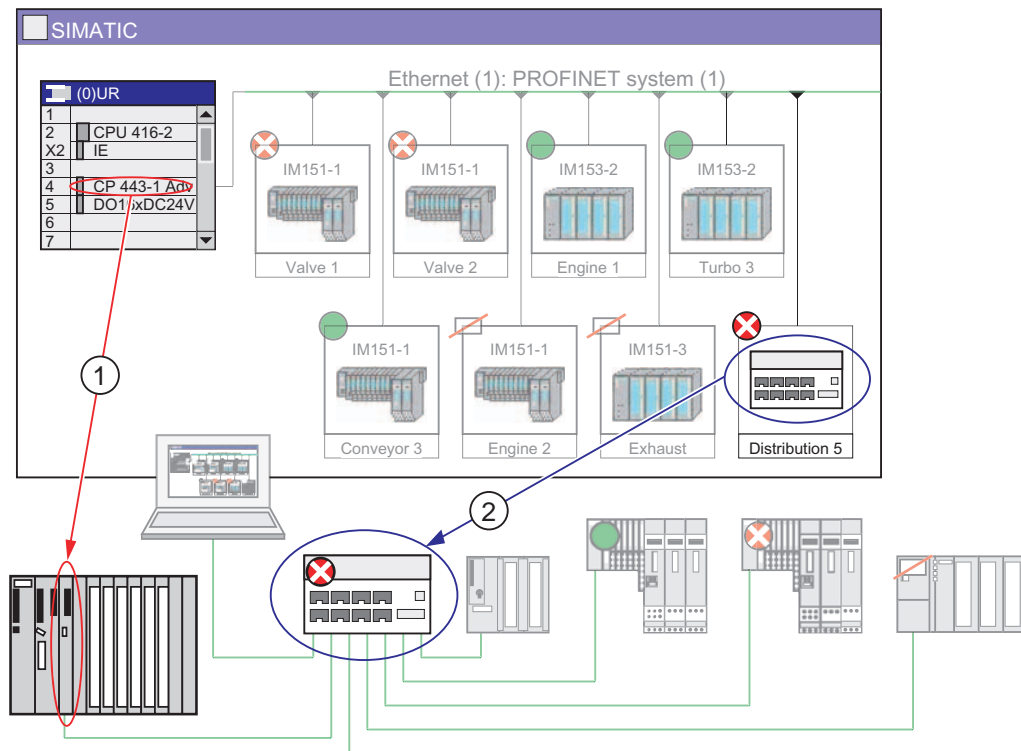 SIMATIC
Ethernet (1): PROFINET system (1)
(0)UR
1
2 CPU 416-2
X2 IE
3
4 CP 443-1 Adv
5 DO16xDC24V
6
7
IM151-1 IM151-1 IM153-2 IM153-2
Valve 1 Valve 2 Engine 1 Turbo 3
IM151-1 IM151-1 IM151-3
Conveyor 3 Engine 2 Exhaust Distribution 5
1
2